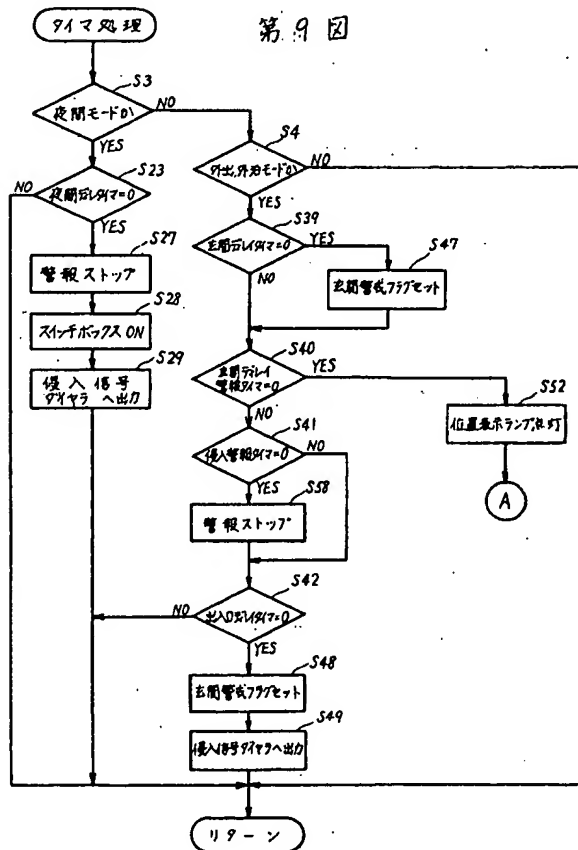 タイマ処理
第9図
S3
夜間モードか
NO
YES
S4
外出,外泊モードか
NO
YES
S23
夜間ディレイタイマ=0
NO
YES
S39
玄関ディレイタイマ=0
YES
NO
S27
警報ストップ
S47
玄関警戒フラグセット
S28
スイッチボックス ON
S40
玄関ディレイ
警報タイマ=0
YES
NO
S29
侵入信号
ダイヤラへ出力
S52
位置表示ランプ点灯
S41
侵入警報タイマ=0
NO
YES
A
S58
警報ストップ
S42
出入口ディレイタイマ=0
NO
YES
S48
玄関警戒フラグセット
S49
侵入信号ダイヤラへ出力
リターン